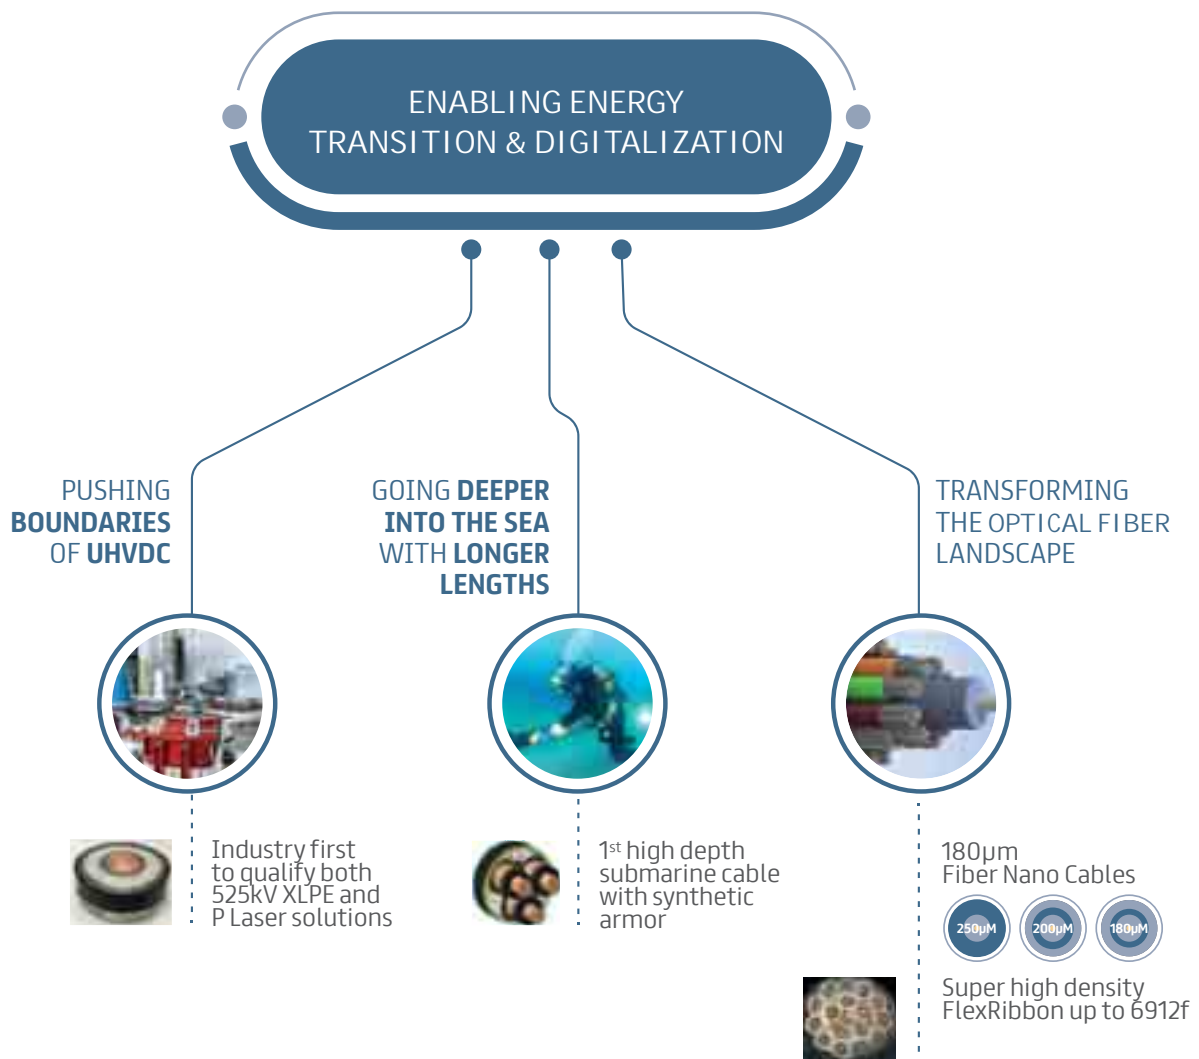 ENABLING ENERGY
TRANSITION & DIGITALIZATION
PUSHING
BOUNDARIES
OF UHVDC
GOING DEEPER
INTO THE SEA
WITH LONGER
LENGTHS
TRANSFORMING
THE OPTICAL FIBER
LANDSCAPE
Industry first
to qualify both
525kV XLPE and
P Laser solutions
1st high depth
submarine cable
with synthetic
armor
180µm
Fiber Nano Cables
250µM
200µM
180µM
Super high density
FlexRibbon up to 6912f